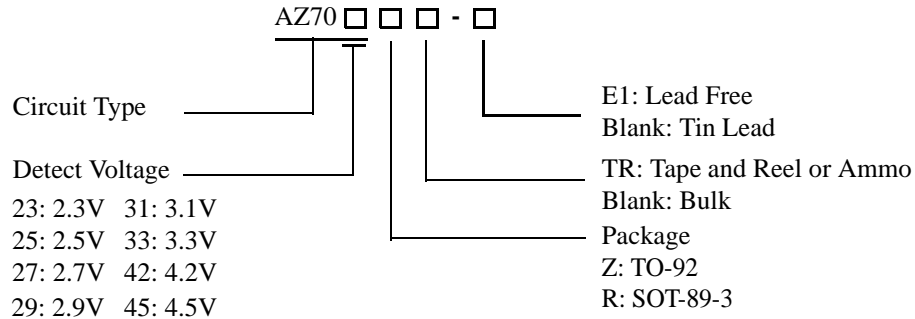 AZ70 -
Circuit Type
Detect Voltage
23: 2.3V 31: 3.1V
25: 2.5V 33: 3.3V
27: 2.7V 42: 4.2V
29: 2.9V 45: 4.5V
E1: Lead Free
Blank: Tin Lead
TR: Tape and Reel or Ammo
Blank: Bulk
Package
Z: TO-92
R: SOT-89-3